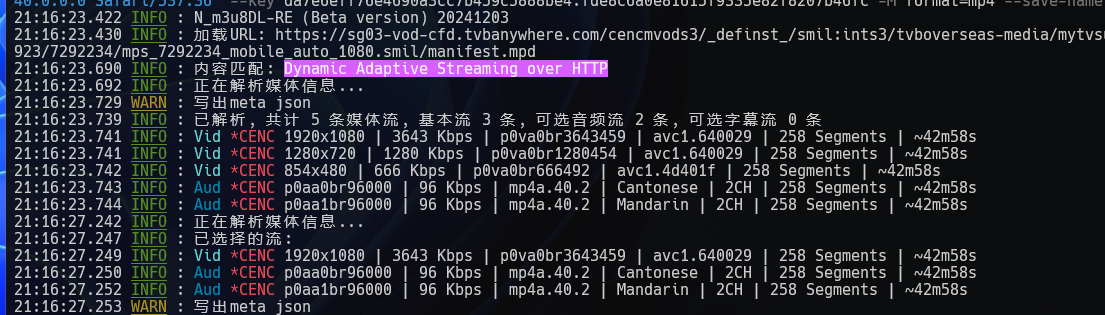 40.0.0.0 Safari/537.36" --key
21:16:23.422 INFO : N_m3u8DL-RE (Beta version) 20241203
21:16:23.430 INFO : 加载URL: https://sg03-vod-cfd.tvbanywhere.com/cencmvods3/_definst_/smil:ints3/tvboverseas-media/mytvsu
923/7292234/mps_7292234_mobile_auto_1080.smil/manifest.mpd
21:16:23.690 INFO : 内容匹配: Dynamic Adaptive Streaming over HTTP
21:16:23.692 INFO : 正在解析媒体信息...
21:16:23.729 WARN : 写出meta json
21:16:23.739 INFO : 已解析, 共计 5 条媒体流, 基本流 3 条, 可选音频流 2 条, 可选字幕流 0 条
21:16:23.741 INFO : Vid *CENC 1920x1080 | 3643 Kbps | p0va0br3643459 | avc1.640029 | 258 Segments | ~42m58s
21:16:23.741 INFO : Vid *CENC 1280x720 | 1280 Kbps | p0va0br1280454 | avc1.640029 | 258 Segments | ~42m58s
21:16:23.742 INFO : Vid *CENC 854x480 | 666 Kbps | p0va0br666492 | avc1.4d401f | 258 Segments | ~42m58s
21:16:23.743 INFO : Aud *CENC p0aa0br96000 | 96 Kbps | mp4a.40.2 | Cantonese | 2CH | 258 Segments | ~42m58s
21:16:23.744 INFO : Aud *CENC p0aa1br96000 | 96 Kbps | mp4a.40.2 | Mandarin | 2CH | 258 Segments | ~42m58s
21:16:27.242 INFO : 正在解析媒体信息...
21:16:27.247 INFO : 已选择的流:
21:16:27.249 INFO : Vid *CENC 1920x1080 | 3643 Kbps | p0va0br3643459 | avc1.640029 | 258 Segments | ~42m58s
21:16:27.250 INFO : Aud *CENC p0aa0br96000 | 96 Kbps | mp4a.40.2 | Cantonese | 2CH | 258 Segments | ~42m58s
21:16:27.252 INFO : Aud *CENC p0aa1br96000 | 96 Kbps | mp4a.40.2 | Mandarin | 2CH | 258 Segments | ~42m58s
21:16:27.253 WARN : 写出meta json